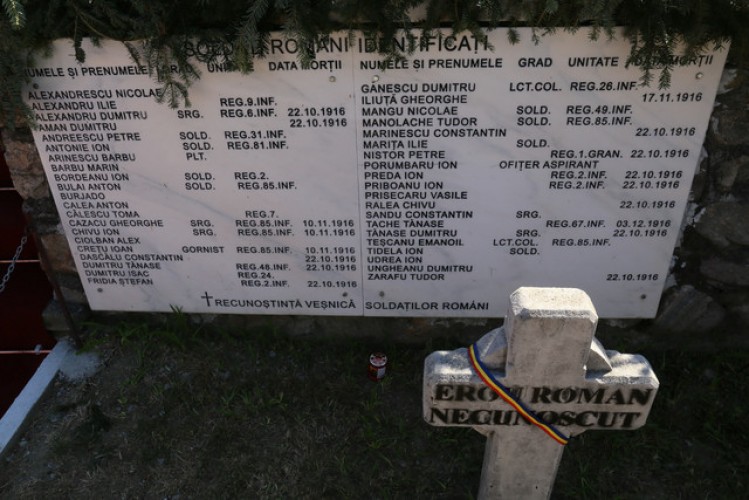 SOLDAȚI ROMÂNI IDENTIFICAȚI
NUMELE ȘI PRENUMELE GRAD UNITATE DATA MORȚII
ALEXANDRESCU NICOLAE
ALEXANDRU ILIE REG.9.INF.
ALEXANDRU DUMITRU SRG. REG.6.INF. 22.10.1916
AMAN DUMITRU 22.10.1916
ANDREESCU PETRE SOLD. REG.31.INF.
ANTONIE ION SOLD. REG.81.INF.
ARINESCU BARBU PLT.
BARBU MARIN
BORDEANU ION SOLD. REG.2.
BULAI ANTON SOLD. REG.85.INF.
BURJADO
CALEA ANTON
CĂLESCU TOMA REG.7.
CAZACU GHEORGHE SRG. REG.85.INF. 10.11.1916
CHIVU ION SRG. REG.85.INF. 10.11.1916
CIOLBAN ALEX
CREȚU IOAN GORNIST REG.85.INF. 10.11.1916
DASCĂLU CONSTANTIN 22.10.1916
DUMITRU TĂNASE REG.48.INF. 22.10.1916
DUMITRU ISAC REG.24.
FRIDIA ȘTEFAN REG.2.INF. 22.10.1916
RECUNOȘTINȚĂ VEȘNICĂ SOLDAȚILOR ROMÂNI
NUMELE ȘI PRENUMELE GRAD UNITATE DATA MORȚII
GĂNESCU DUMITRU LCT.COL. REG.26.INF.
ILIUȚĂ GHEORGHE 17.11.1916
MANGU NICOLAE SOLD. REG.49.INF.
MANOLACHE TUDOR SOLD. REG.85.INF.
MARINESCU CONSTANTIN 22.10.1916
MARIȚA ILIE SOLD.
NISTOR PETRE REG.1.GRAN. 22.10.1916
PORUMBARU ION OFIȚER ASPIRANT
PREDA ION REG.2.INF. 22.10.1916
PRIBOANU ION REG.2.INF. 22.10.1916
PRISECARU VASILE
RALEA CHIVU 22.10.1916
SANDU CONSTANTIN SRG.
TACHE TĂNASE REG.67.INF. 03.12.1916
TĂNASE DUMITRU SRG. 22.10.1916
TEȘCANU EMANOIL LCT.COL. REG.85.INF.
TIDELA ION SOLD.
UDREA ION
UNGHEANU DUMITRU
ZARAFU TUDOR 22.10.1916
EROU ROMAN
NECUNOSCUT